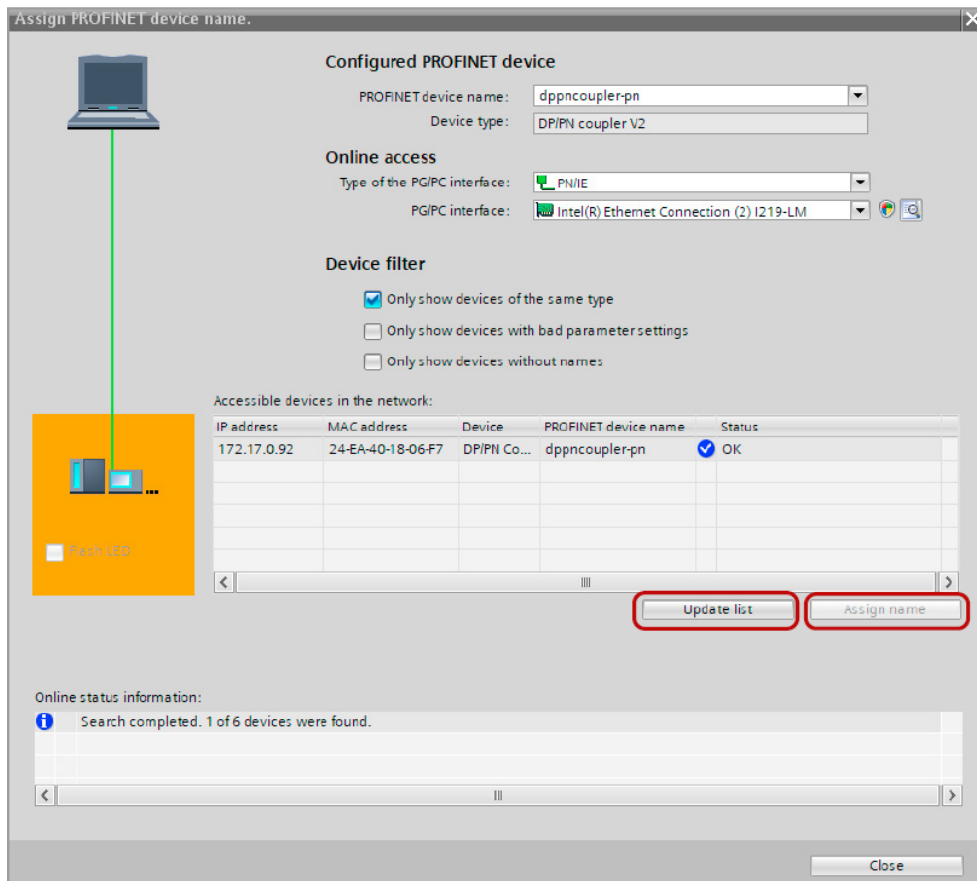 Assign PROFINET device name.
Configured PROFINET device
PROFINET device name: dppncoupler-pn
Device type: DP/PN coupler V2
Online access
Type of the PG/PC interface: PN/IE
PG/PC interface: Intel(R) Ethernet Connection (2) I219-LM
Device filter
Only show devices of the same type
Only show devices with bad parameter settings
Only show devices without names
Accessible devices in the network:
IP address MAC address Device PROFINET device name Status
172.17.0.92 24-EA-40-18-06-F7 DP/PN Co... dppncoupler-pn OK
Flash LED
Update list Assign name
Online status information:
Search completed. 1 of 6 devices were found.
Close